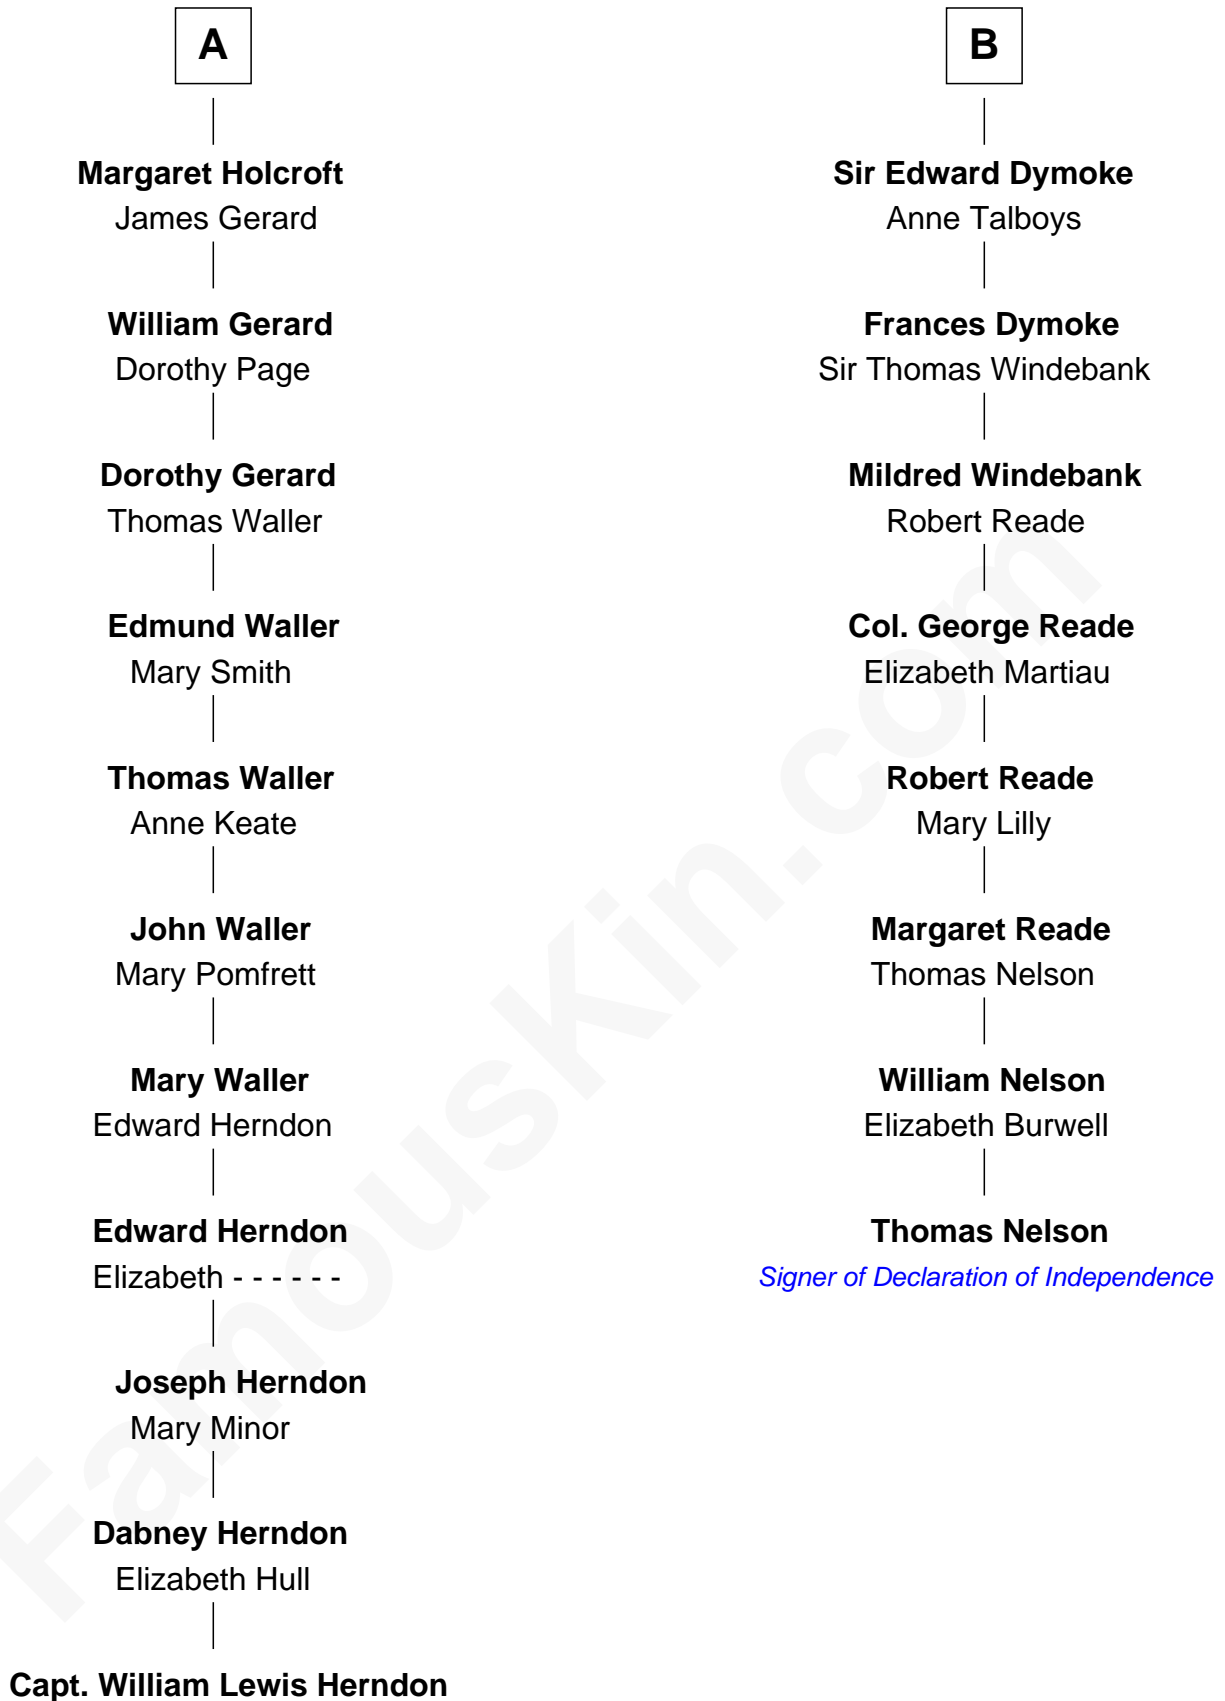 A
Margaret Holcroft
James Gerard
William Gerard
Dorothy Page
Dorothy Gerard
Thomas Waller
Edmund Waller
Mary Smith
Thomas Waller
Anne Keate
John Waller
Mary Pomfrett
Mary Waller
Edward Herndon
Edward Herndon
Elizabeth - - - - - -
Joseph Herndon
Mary Minor
Dabney Herndon
Elizabeth Hull
Capt. William Lewis Herndon
B
Sir Edward Dymoke
Anne Talboys
Frances Dymoke
Sir Thomas Windebank
Mildred Windebank
Robert Reade
Col. George Reade
Elizabeth Martiau
Robert Reade
Mary Lilly
Margaret Reade
Thomas Nelson
William Nelson
Elizabeth Burwell
Thomas Nelson
Signer of Declaration of Independence
FamousKin.com